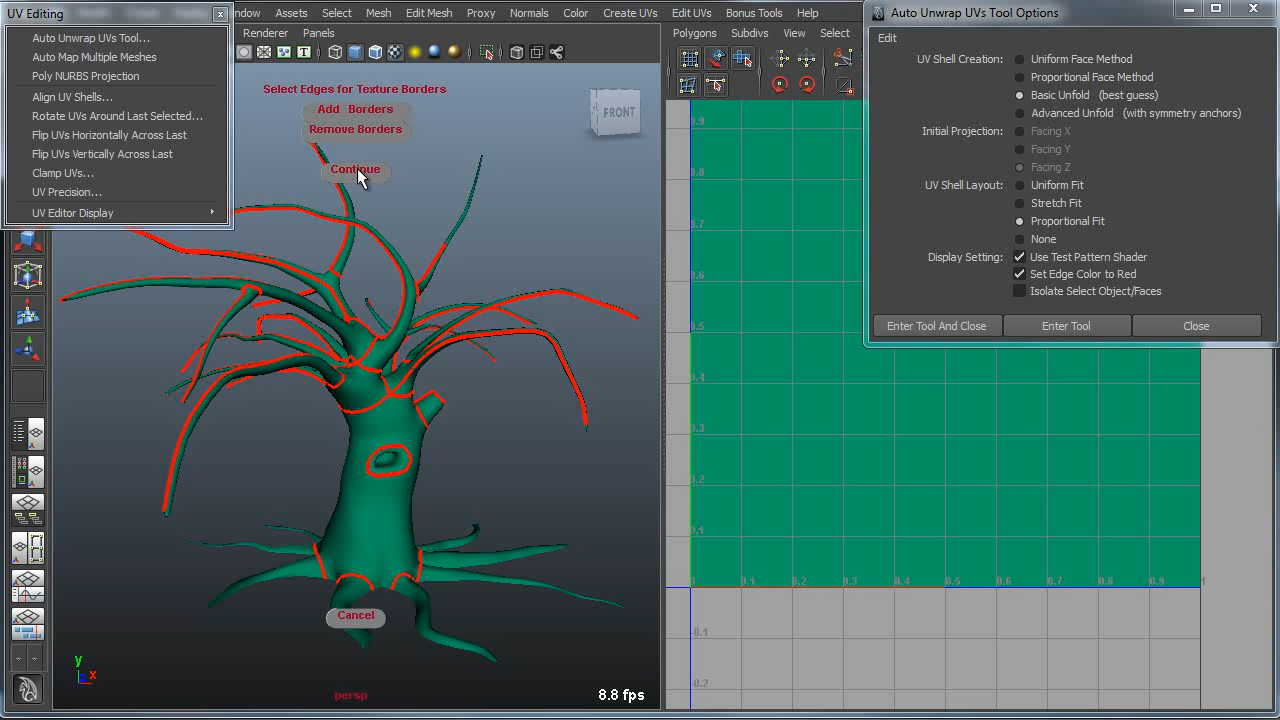 UV Editing
Auto Unwrap UVs Tool...
Auto Map Multiple Meshes
Poly NURBS Projection
Align UV Shells...
Rotate UVs Around Last Selected...
Flip UVs Horizontally Across Last
Flip UVs Vertically Across Last
Clamp UVs...
UV Precision...
UV Editor Display
Assets Select Mesh Edit Mesh Proxy Normals Color Create UVs Edit UVs Bonus Tools Help
Renderer Panels
Select Edges for Texture Borders
Add Borders
Remove Borders
Continue
FRONT
Cancel
y
x
persp
8.8 fps
Polygons Subdivs View Select
0.9
0.8
0.7
0.6
0.5
0.4
0.3
0.2
0.1
0.1 0.2 0.3 0.4 0.5 0.6 0.7 0.8 0.9 1
-0.1
-0.2
Auto Unwrap UVs Tool Options
Edit
UV Shell Creation: Uniform Face Method
Proportional Face Method
Basic Unfold (best guess)
Advanced Unfold (with symmetry anchors)
Initial Projection: Facing X
Facing Y
Facing Z
UV Shell Layout: Uniform Fit
Stretch Fit
Proportional Fit
None
Display Setting: Use Test Pattern Shader
Set Edge Color to Red
Isolate Select Object/Faces
Enter Tool And Close Enter Tool Close